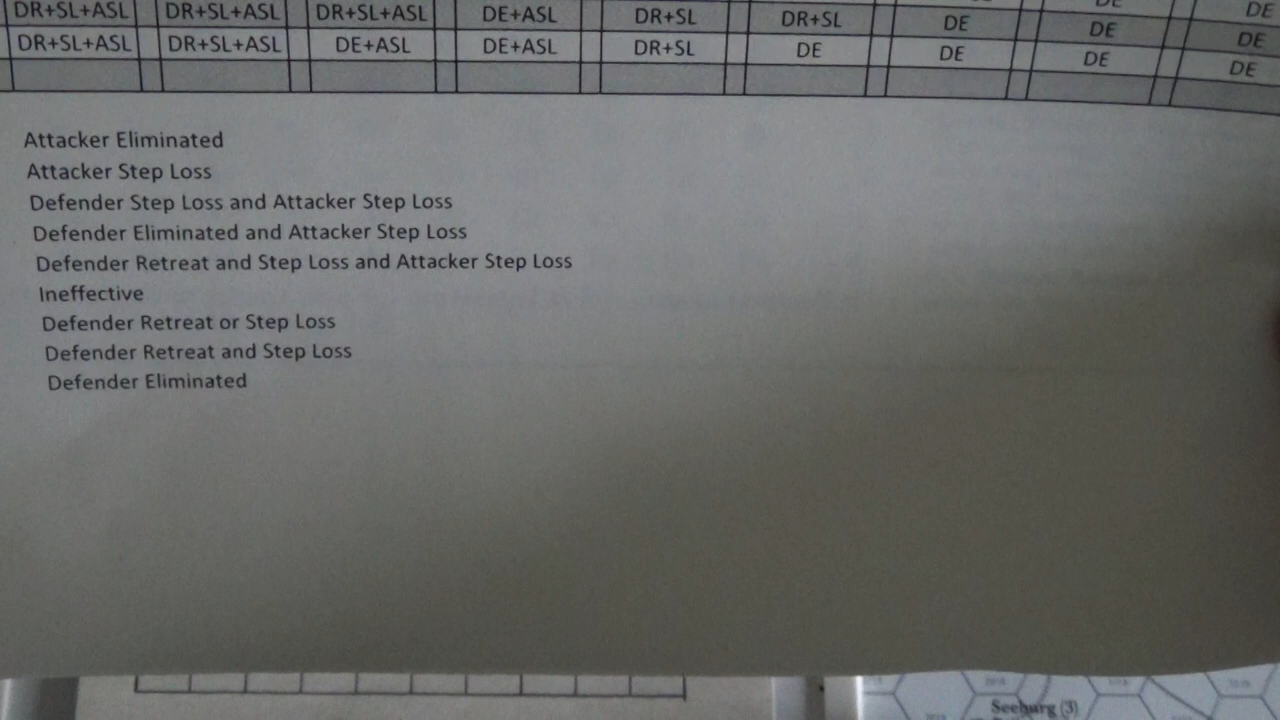 DR+SL+ASL DR+SL+ASL DR+SL+ASL DE+ASL DR+SL DR+SL DE DE DE
DR+SL+ASL DR+SL+ASL DE+ASL DE+ASL DR+SL DE DE DE DE
Attacker Eliminated
Attacker Step Loss
Defender Step Loss and Attacker Step Loss
Defender Eliminated and Attacker Step Loss
Defender Retreat and Step Loss and Attacker Step Loss
Ineffective
Defender Retreat or Step Loss
Defender Retreat and Step Loss
Defender Eliminated
Seeburg (3)